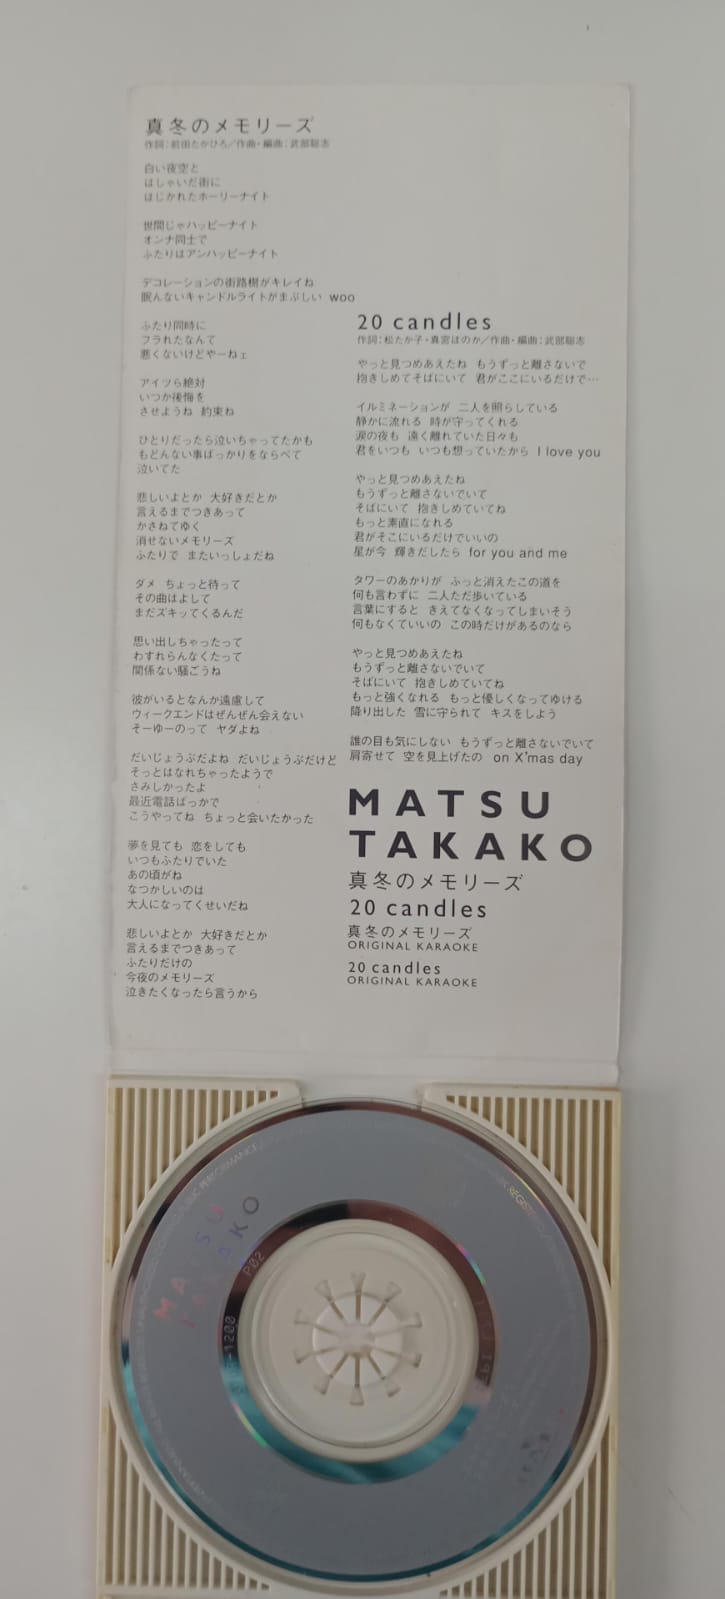 真冬のメモリーズ
作詞：前田たかひろ／作曲・編曲：武部聡志
白い夜空と
はしゃいだ街に
はじかれたホーリーナイト
世間じゃハッピーナイト
オンナ同士で
ふたりはアンハッピーナイト
デコレーションの街路樹がキレイね
眠んないキャンドルライトがまぶしい woo
ふたり同時に
フラれたなんて
悪くないけどやーねェ
アイツら絶対
いつか後悔を
させようね 約束ね
ひとりだったら泣いちゃってたかも
もどんない事ばっかりをならべて
泣いてた
悲しいよとか 大好きだとか
言えるまでつきあって
かさねてゆく
消せないメモリーズ
ふたりで またいっしょだね
ダメ ちょっと待って
その曲はよして
まだズキッてくるんだ
思い出しちゃったって
わすれらんなくたって
関係ない騒ごうね
彼がいるとなんか遠慮して
ウィークエンドはぜんぜん会えない
そーゆーのって ヤダよね
だいじょうぶだよね だいじょうぶだけど
そっとはなれちゃったようで
さみしかったよ
最近電話ばっかで
こうやってね ちょっと会いたかった
夢を見ても 恋をしても
いつもふたりでいた
あの頃がね
なつかしいのは
大人になってくせいだね
悲しいよとか 大好きだとか
言えるまでつきあって
ふたりだけの
今夜のメモリーズ
泣きたくなったら言うから
20 candles
作詞：松たか子・真宮ほのか／作曲・編曲：武部聡志
やっと見つめあえたね もうずっと離さないで
抱きしめてそばにいて 君がここにいるだけで…
イルミネーションが 二人を照らしている
静かに流れる 時が守ってくれる
涙の夜も 遠く離れていた日々も
君をいつも いつも想っていたから I love you
やっと見つめあえたね
もうずっと離さないでいて
そばにいて 抱きしめていてね
もっと素直になれる
君がそこにいるだけでいいの
星が今 輝きだしたら for you and me
タワーのあかりが ふっと消えたこの道を
何も言わずに 二人ただ歩いている
言葉にすると きえてなくなってしまいそう
何もなくていいの この時だけがあるのなら
やっと見つめあえたね
もうずっと離さないでいて
そばにいて 抱きしめていてね
もっと強くなれる もっと優しくなってゆける
降り出した 雪に守られて キスをしよう
誰の目も気にしない もうずっと離さないでいて
肩寄せて 空を見上げたの on X'mas day
MATSU
TAKAKO
真冬のメモリーズ
20 candles
真冬のメモリーズ
ORIGINAL KARAOKE
20 candles
ORIGINAL KARAOKE
MATSU
TAKAKO
P02